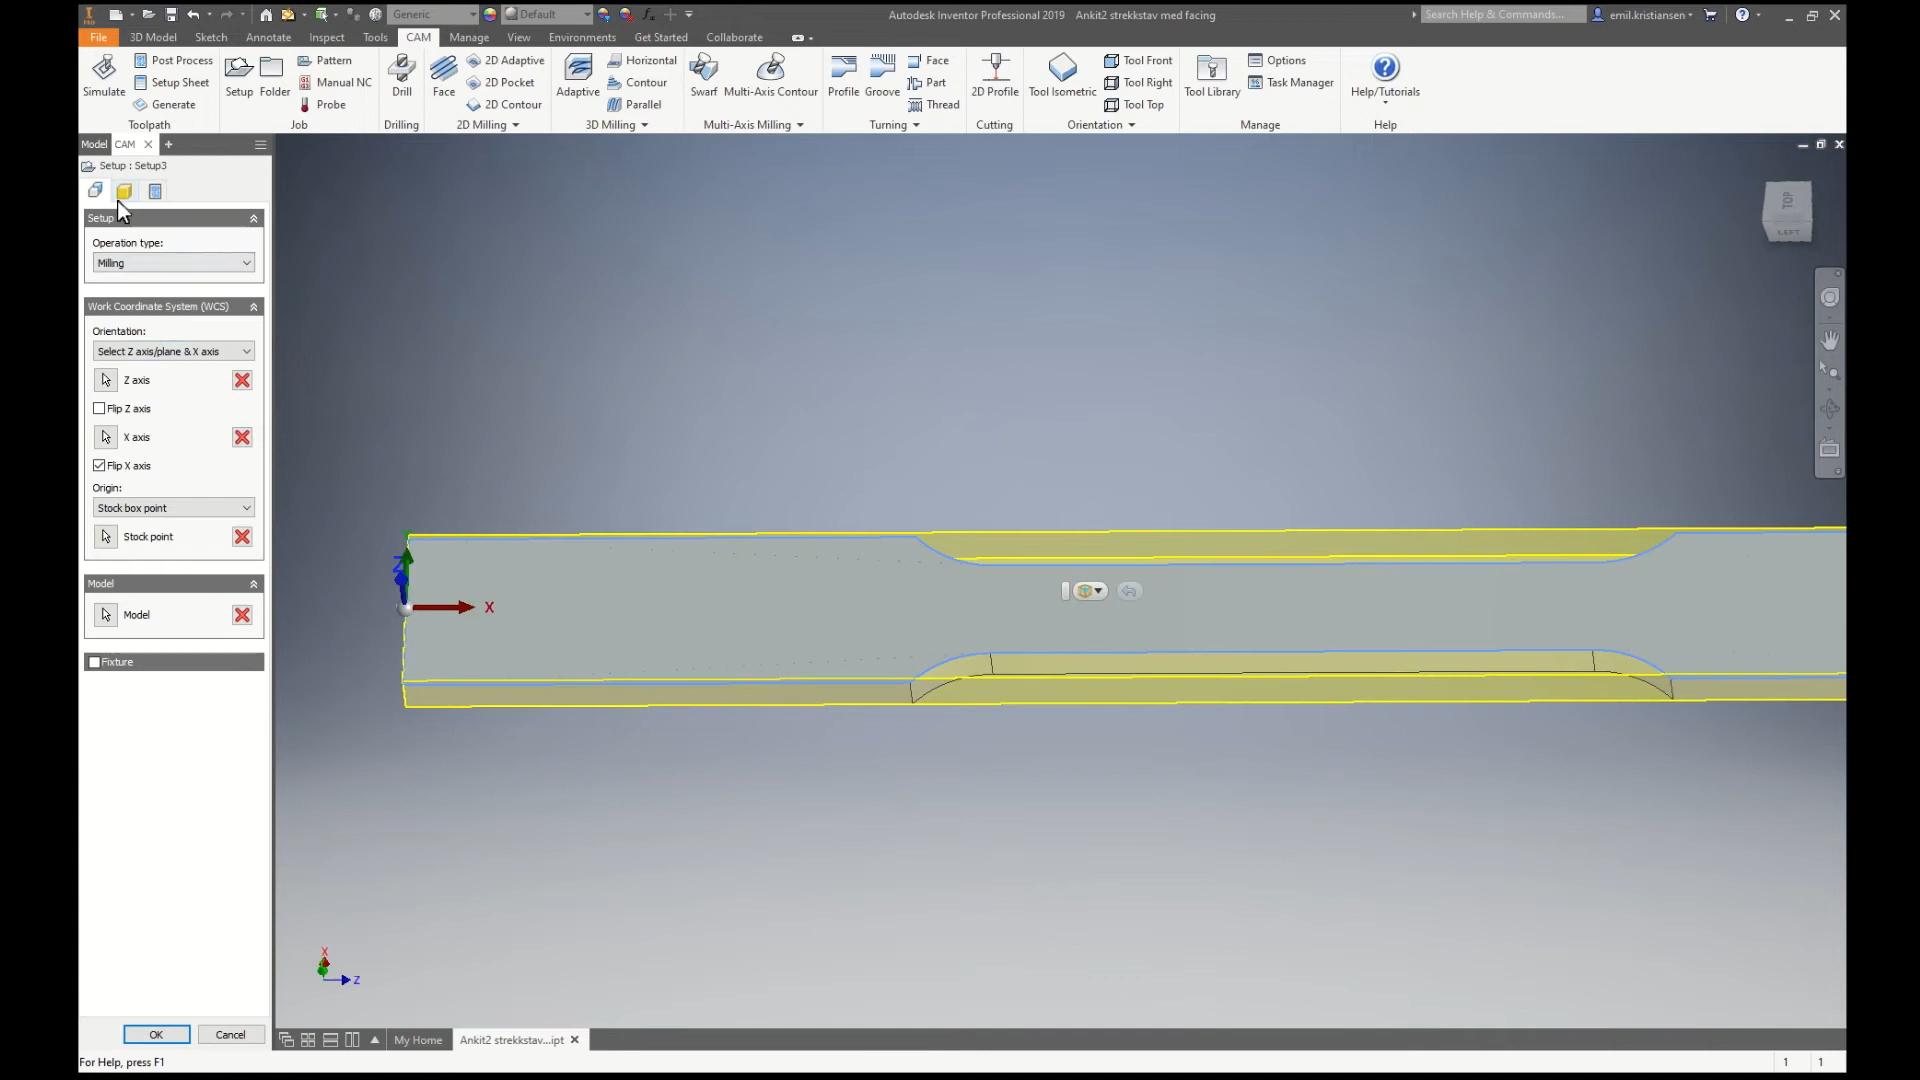 PRO
Generic
Default
Autodesk Inventor Professional 2019 Ankit2 strekkstav med facing
Search Help & Commands...
emil.kristiansen
File 3D Model Sketch Annotate Inspect Tools CAM Manage View Environments Get Started Collaborate
Simulate
Post Process
Setup Sheet
Generate
Toolpath
Setup
Folder
Pattern
Manual NC
Probe
Job
Drill
Drilling
Face
2D Adaptive
2D Pocket
2D Contour
2D Milling
Adaptive
Horizontal
Contour
Parallel
3D Milling
Swarf
Multi-Axis Contour
Multi-Axis Milling
Profile
Groove
Face
Part
Thread
Turning
2D Profile
Cutting
Tool Isometric
Tool Front
Tool Right
Tool Top
Orientation
Tool Library
Options
Task Manager
Manage
Help/Tutorials
Help
Model CAM
Setup : Setup3
Setup
Operation type:
Milling
Work Coordinate System (WCS)
Orientation:
Select Z axis/plane & X axis
Z axis
Flip Z axis
X axis
Flip X axis
Origin:
Stock box point
Stock point
Model
Model
Fixture
OK Cancel
TOP
LEFT
Z
X
X
Z
My Home
Ankit2 strekkstav...ipt
For Help, press F1
1 1